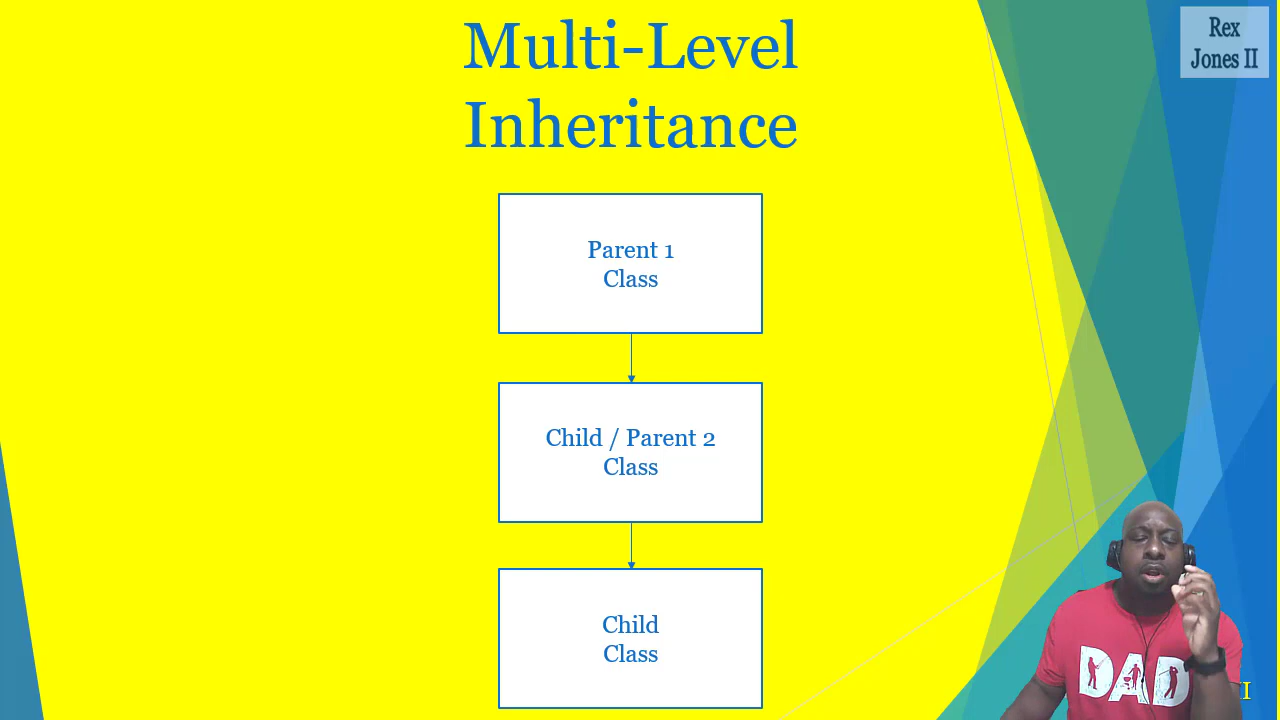 Multi-Level
Inheritance
Rex
Jones II
Parent 1
Class
Child / Parent 2
Class
Child
Class
DAD
I